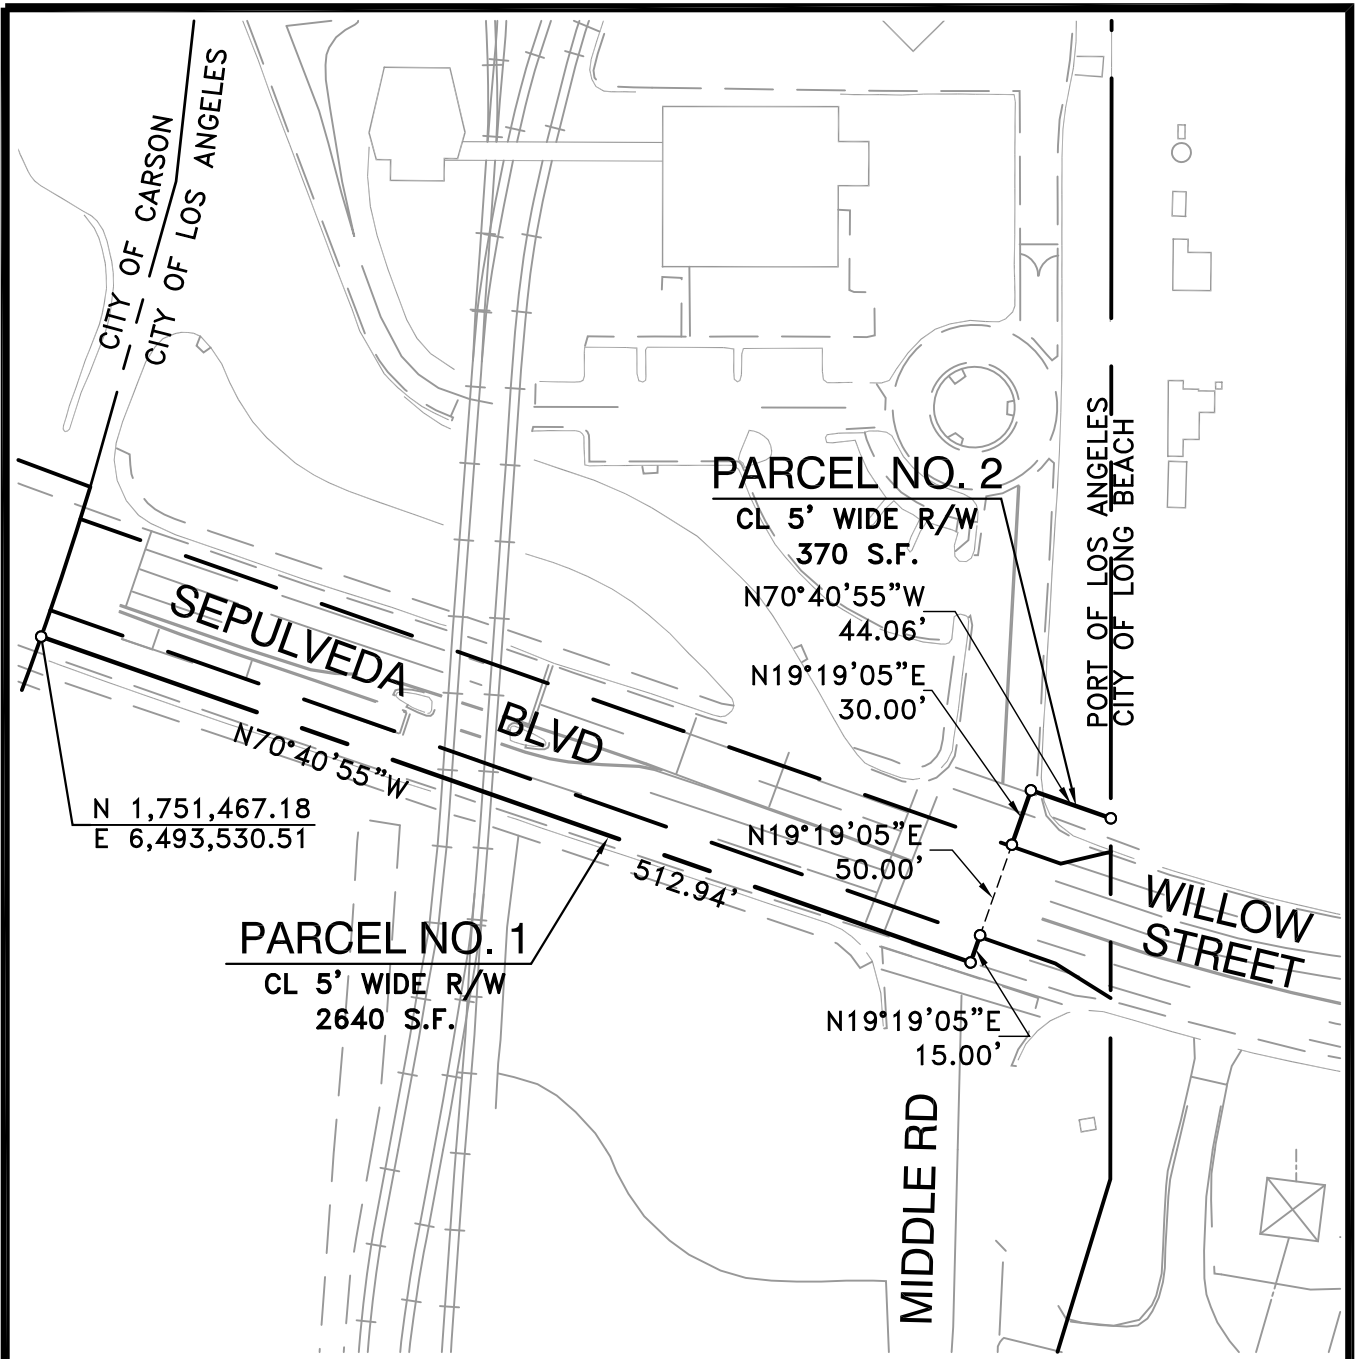 CITY OF CARSON
CITY OF LOS ANGELES
PARCEL NO. 2
CL 5' WIDE R/W
370 S.F.
N70°40'55"W
44.06'
N19°19'05"E
30.00'
PORT OF LOS ANGELES
CITY OF LONG BEACH
SEPULVEDA BLVD
N70°40'55"W
512.94'
N 1,751,467.18
E 6,493,530.51
N19°19'05"E
50.00'
PARCEL NO. 1
CL 5' WIDE R/W
2640 S.F.
WILLOW
STREET
N19°19'05"E
15.00'
MIDDLE RD